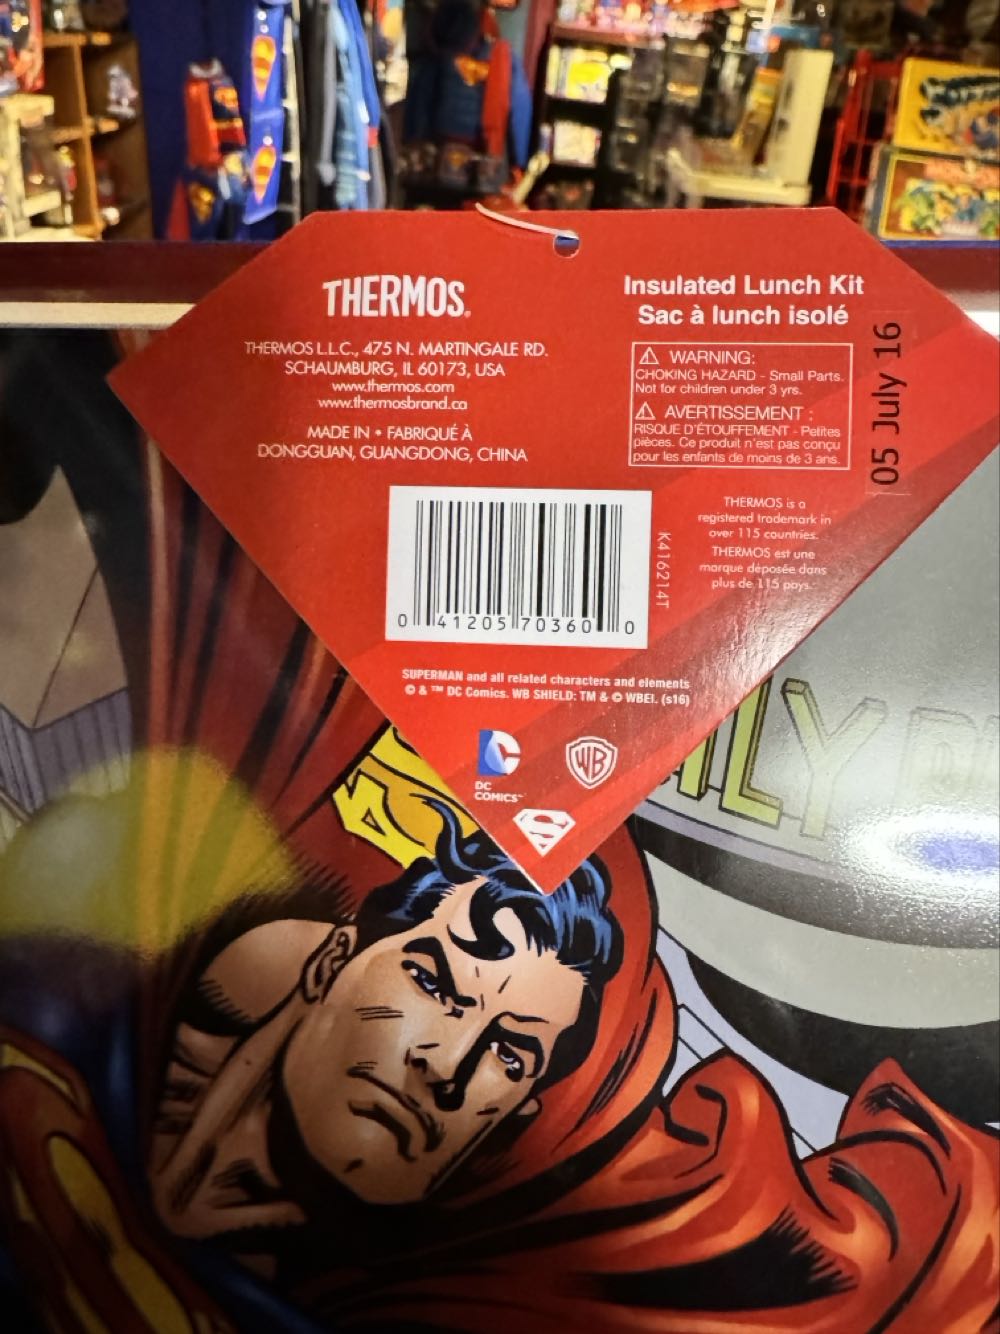 THERMOS®
THERMOS L.L.C., 475 N. MARTINGALE RD.
SCHAUMBURG, IL 60173, USA
www.thermos.com
www.thermosbrand.ca
MADE IN • FABRIQUÉ À
DONGGUAN, GUANGDONG, CHINA
Insulated Lunch Kit
Sac à lunch isolé
⚠ WARNING:
CHOKING HAZARD - Small Parts.
Not for children under 3 yrs.
⚠ AVERTISSEMENT :
RISQUE D'ÉTOUFFEMENT - Petites
pièces. Ce produit n'est pas conçu
pour les enfants de moins de 3 ans.
05 July 16
THERMOS is a
registered trademark in
over 115 countries.
THERMOS est une
marque déposée dans
plus de 115 pays.
K416214T
0 41205 70360 0
SUPERMAN and all related characters and elements
© & ™ DC Comics. WB SHIELD: TM & © WBEI. (s16)
DC
COMICS™
WB
S
AILY